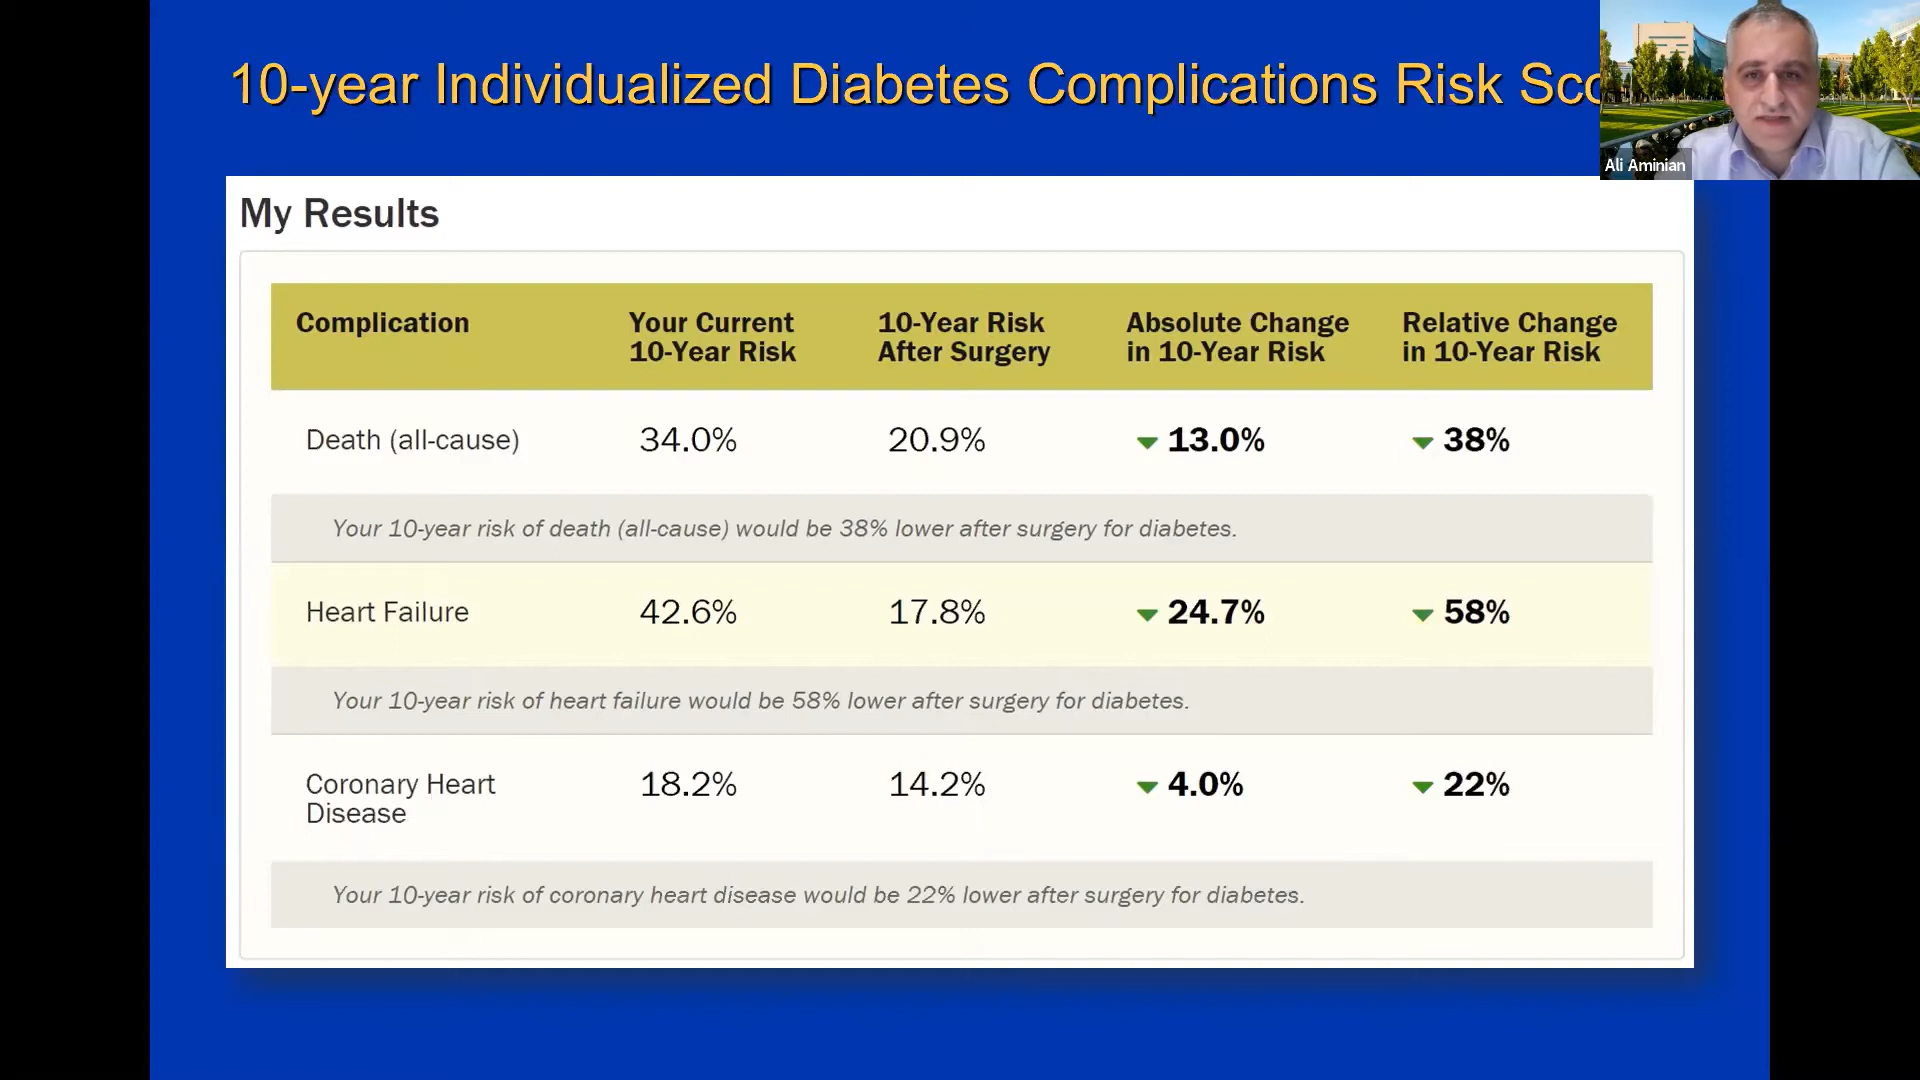 10-year Individualized Diabetes Complications Risk
Ali Aminian
My Results
Complication
Your Current
10-Year Risk
10-Year Risk
After Surgery
Absolute Change
in 10-Year Risk
Relative Change
in 10-Year Risk
Death (all-cause) 34.0% 20.9% 13.0% 38%
Your 10-year risk of death (all-cause) would be 38% lower after surgery for diabetes.
Heart Failure 42.6% 17.8% 24.7% 58%
Your 10-year risk of heart failure would be 58% lower after surgery for diabetes.
Coronary Heart
Disease
18.2% 14.2% 4.0% 22%
Your 10-year risk of coronary heart disease would be 22% lower after surgery for diabetes.